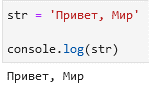 str = 'Привет, Мир'
console.log(str)
Привет, Мир